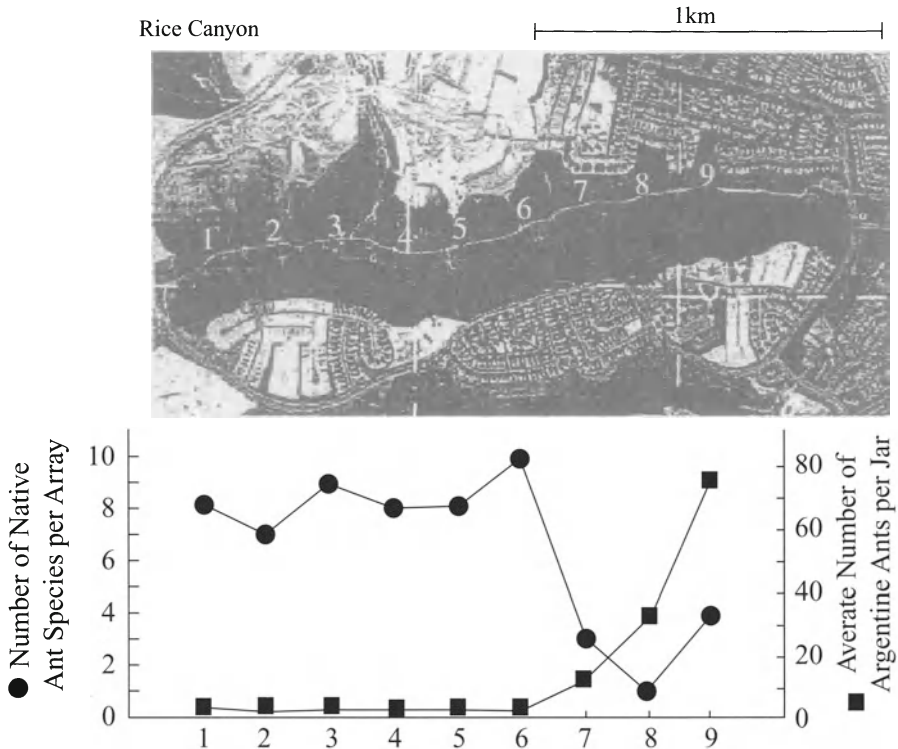 Rice Canyon
1km
1
2
3
4
5
6
7
8
9
Number of Native
Ant Species per Array
10
8
6
4
2
0
80
60
40
20
0
Averate Number of
Argentine Ants per Jar
1 2 3 4 5 6 7 8 9